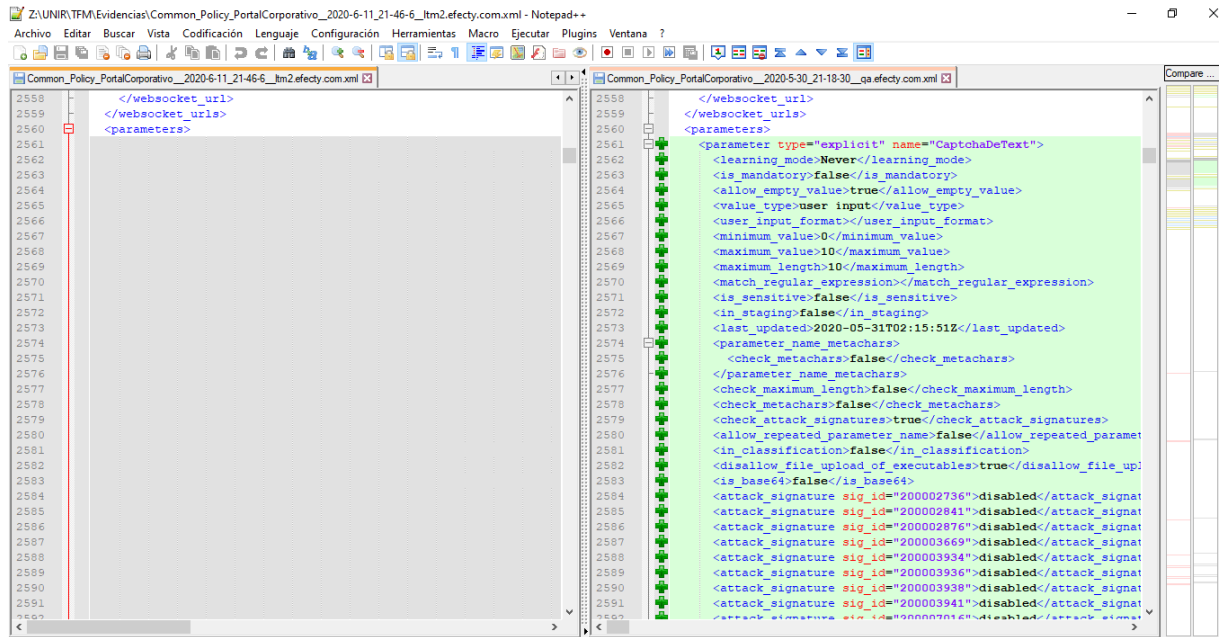 Z:\UNIR\TFM\Evidencias\Common_Policy_PortalCorporativo__2020-6-11_21-46-6__ltm2.efecty.com.xml - Notepad++
Archivo Editar Buscar Vista Codificación Lenguaje Configuración Herramientas Macro Ejecutar Plugins Ventana ?
Common_Policy_PortalCorporativo__2020-6-11_21-46-6__ltm2.efecty.com.xml
2558 </websocket_url>
2559 </websocket_urls>
2560 <parameters>
2561
2562
2563
2564
2565
2566
2567
2568
2569
2570
2571
2572
2573
2574
2575
2576
2577
2578
2579
2580
2581
2582
2583
2584
2585
2586
2587
2588
2589
2590
2591
2592
Common_Policy_PortalCorporativo__2020-5-30_21-18-30__qa.efecty.com.xml
2558 </websocket_url>
2559 </websocket_urls>
2560 <parameters>
2561 <parameter type="explicit" name="CaptchaDeText">
2562 <learning_mode>Never</learning_mode>
2563 <is_mandatory>false</is_mandatory>
2564 <allow_empty_value>true</allow_empty_value>
2565 <value_type>user input</value_type>
2566 <user_input_format></user_input_format>
2567 <minimum_value>0</minimum_value>
2568 <maximum_value>10</maximum_value>
2569 <maximum_length>10</maximum_length>
2570 <match_regular_expression></match_regular_expression>
2571 <is_sensitive>false</is_sensitive>
2572 <in_staging>false</in_staging>
2573 <last_updated>2020-05-31T02:15:51Z</last_updated>
2574 <parameter_name_metachars>
2575 <check_metachars>false</check_metachars>
2576 </parameter_name_metachars>
2577 <check_maximum_length>false</check_maximum_length>
2578 <check_metachars>false</check_metachars>
2579 <check_attack_signatures>true</check_attack_signatures>
2580 <allow_repeated_parameter_name>false</allow_repeated_paramet
2581 <in_classification>false</in_classification>
2582 <disallow_file_upload_of_executables>true</disallow_file_upl
2583 <is_base64>false</is_base64>
2584 <attack_signature sig_id="200002736">disabled</attack_signat
2585 <attack_signature sig_id="200002841">disabled</attack_signat
2586 <attack_signature sig_id="200002876">disabled</attack_signat
2587 <attack_signature sig_id="200003669">disabled</attack_signat
2588 <attack_signature sig_id="200003934">disabled</attack_signat
2589 <attack_signature sig_id="200003936">disabled</attack_signat
2590 <attack_signature sig_id="200003938">disabled</attack_signat
2591 <attack_signature sig_id="200003941">disabled</attack_signat
2592 <attack_signature sig_id="200007016">disabled</attack_signat
Compare ...